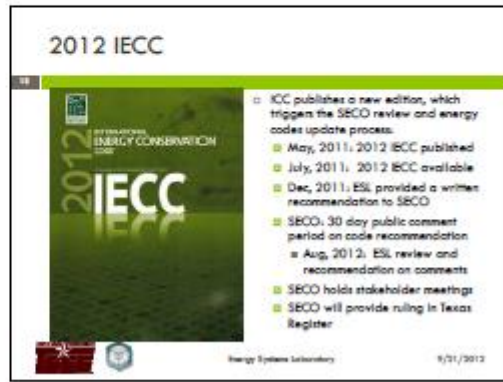 2012 IECC
ICC publishes a new edition, which
triggers the SECO review and energy
codes update process.
May, 2011: 2012 IECC published
July, 2011: 2012 IECC available
Dec, 2011: ESL provided a written
recommendation to SECO
SECO: 30 day public comment
period on code recommendation
Aug, 2012: ESL review and
recommendation on comments
SECO holds stakeholder meetings
SECO will provide ruling in Texas
Register
2012
INTERNATIONAL
ENERGY CONSERVATION
CODE
IECC
Energy Systems Laboratory
9/21/2012